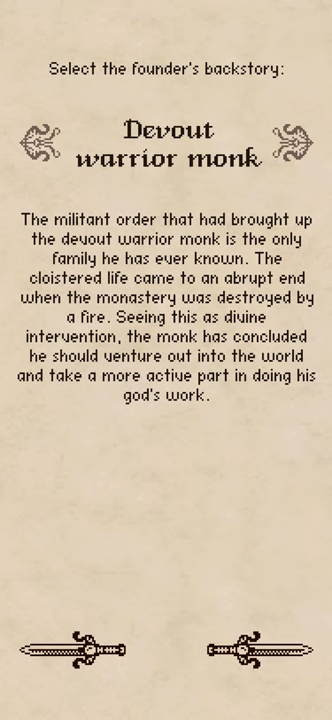 Select the founder's backstory:
Devout
warrior monk
The militant order that had brought up
the devout warrior monk is the only
family he has ever known. The
cloistered life came to an abrupt end
when the monastery was destroyed by
a fire. Seeing this as divine
intervention, the monk has concluded
he should venture out into the world
and take a more active part in doing his
god's work.